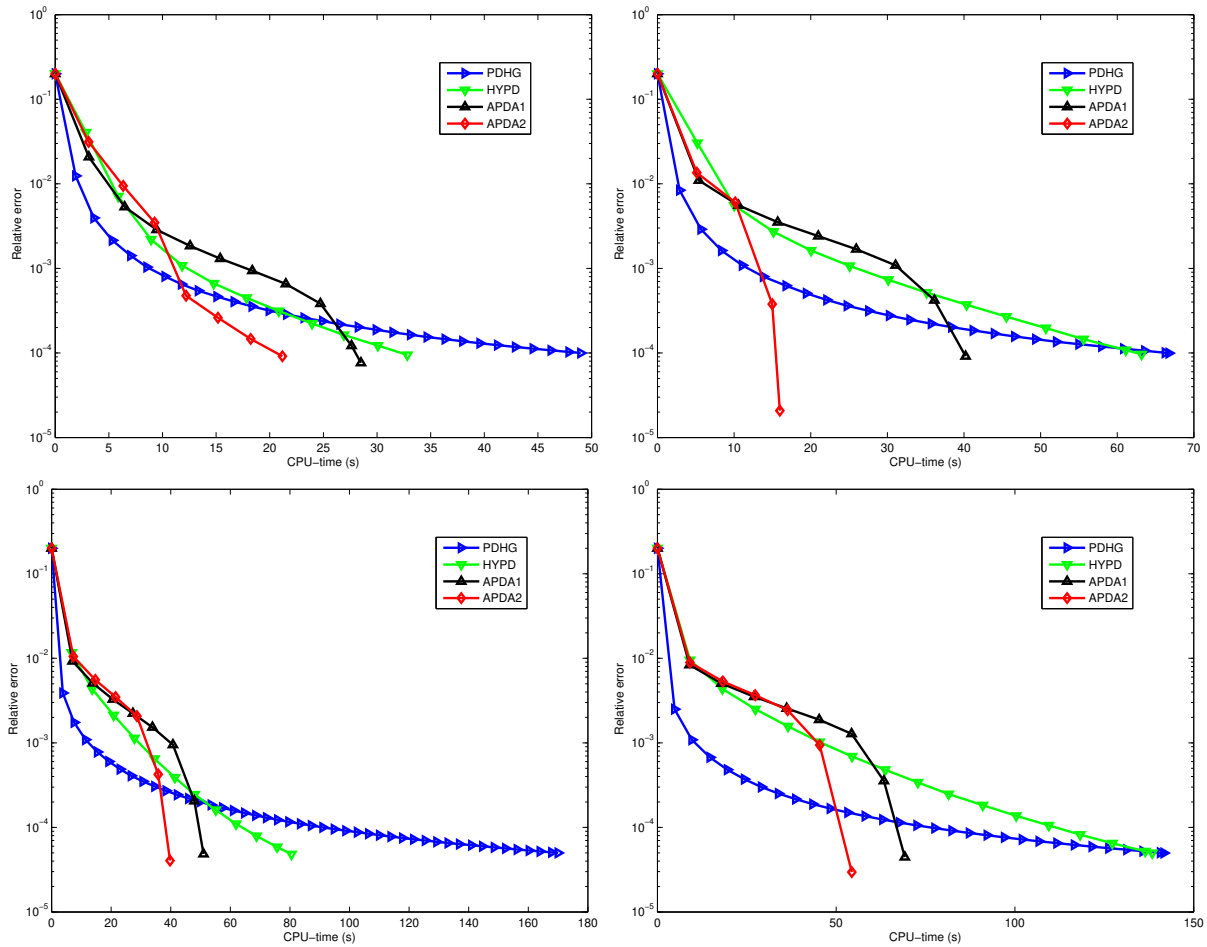 10^0
10^-1
10^-2
10^-3
10^-4
10^-5
Relative error
0 5 10 15 20 25 30 35 40 45 50
CPU−time (s)
PDHG
HYPD
APDA1
APDA2
10^0
10^-1
10^-2
10^-3
10^-4
10^-5
Relative error
0 10 20 30 40 50 60 70
CPU−time (s)
PDHG
HYPD
APDA1
APDA2
10^0
10^-1
10^-2
10^-3
10^-4
10^-5
Relative error
0 20 40 60 80 100 120 140 160 180
CPU−time (s)
PDHG
HYPD
APDA1
APDA2
10^0
10^-1
10^-2
10^-3
10^-4
10^-5
Relative error
0 50 100 150
CPU−time (s)
PDHG
HYPD
APDA1
APDA2